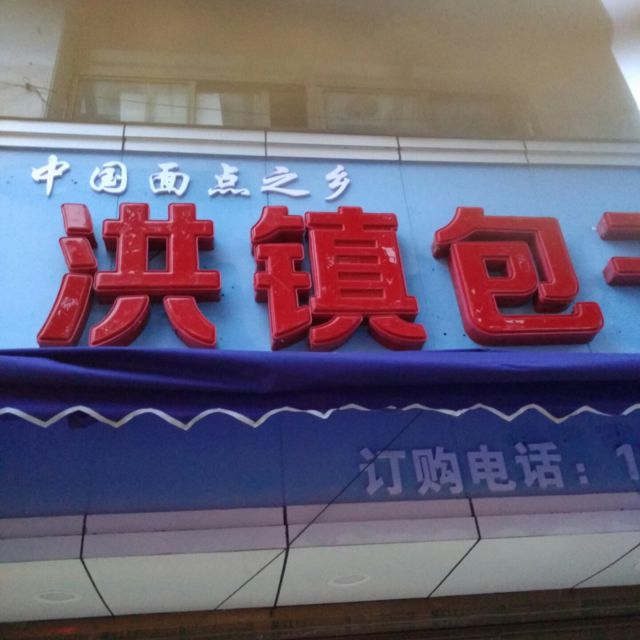 中国面点之乡
洪镇包
订购电话：1